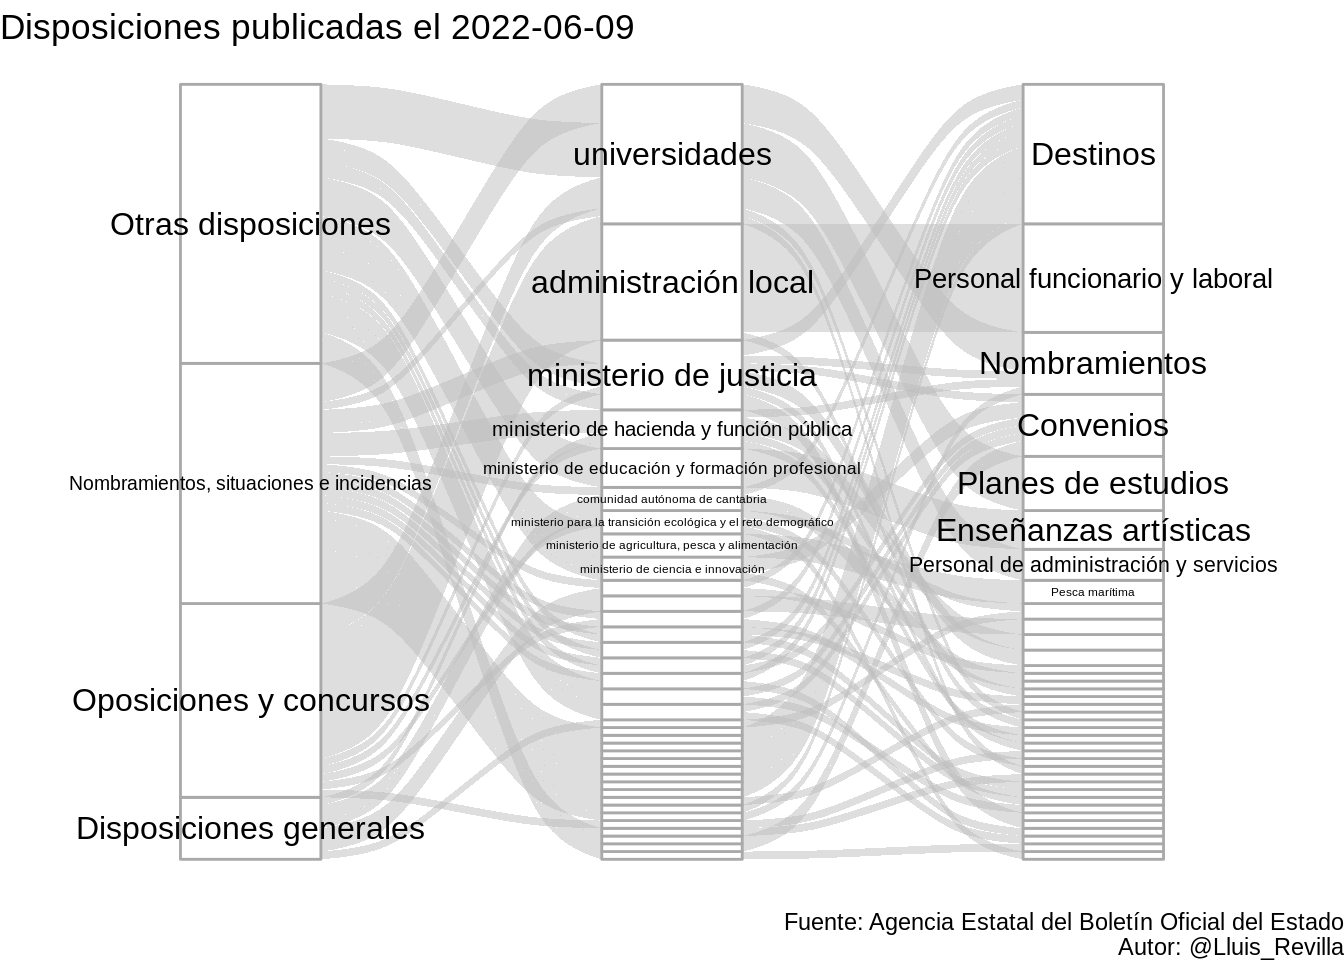 Disposiciones publicadas el 2022-06-09
Otras disposiciones
Nombramientos, situaciones e incidencias
Oposiciones y concursos
Disposiciones generales
universidades
administración local
ministerio de justicia
ministerio de hacienda y función pública
ministerio de educación y formación profesional
comunidad autónoma de cantabria
ministerio para la transición ecológica y el reto demográfico
ministerio de agricultura, pesca y alimentación
ministerio de ciencia e innovación
Destinos
Personal funcionario y laboral
Nombramientos
Convenios
Planes de estudios
Enseñanzas artísticas
Personal de administración y servicios
Pesca marítima
Fuente: Agencia Estatal del Boletín Oficial del Estado
Autor: @Lluis_Revilla